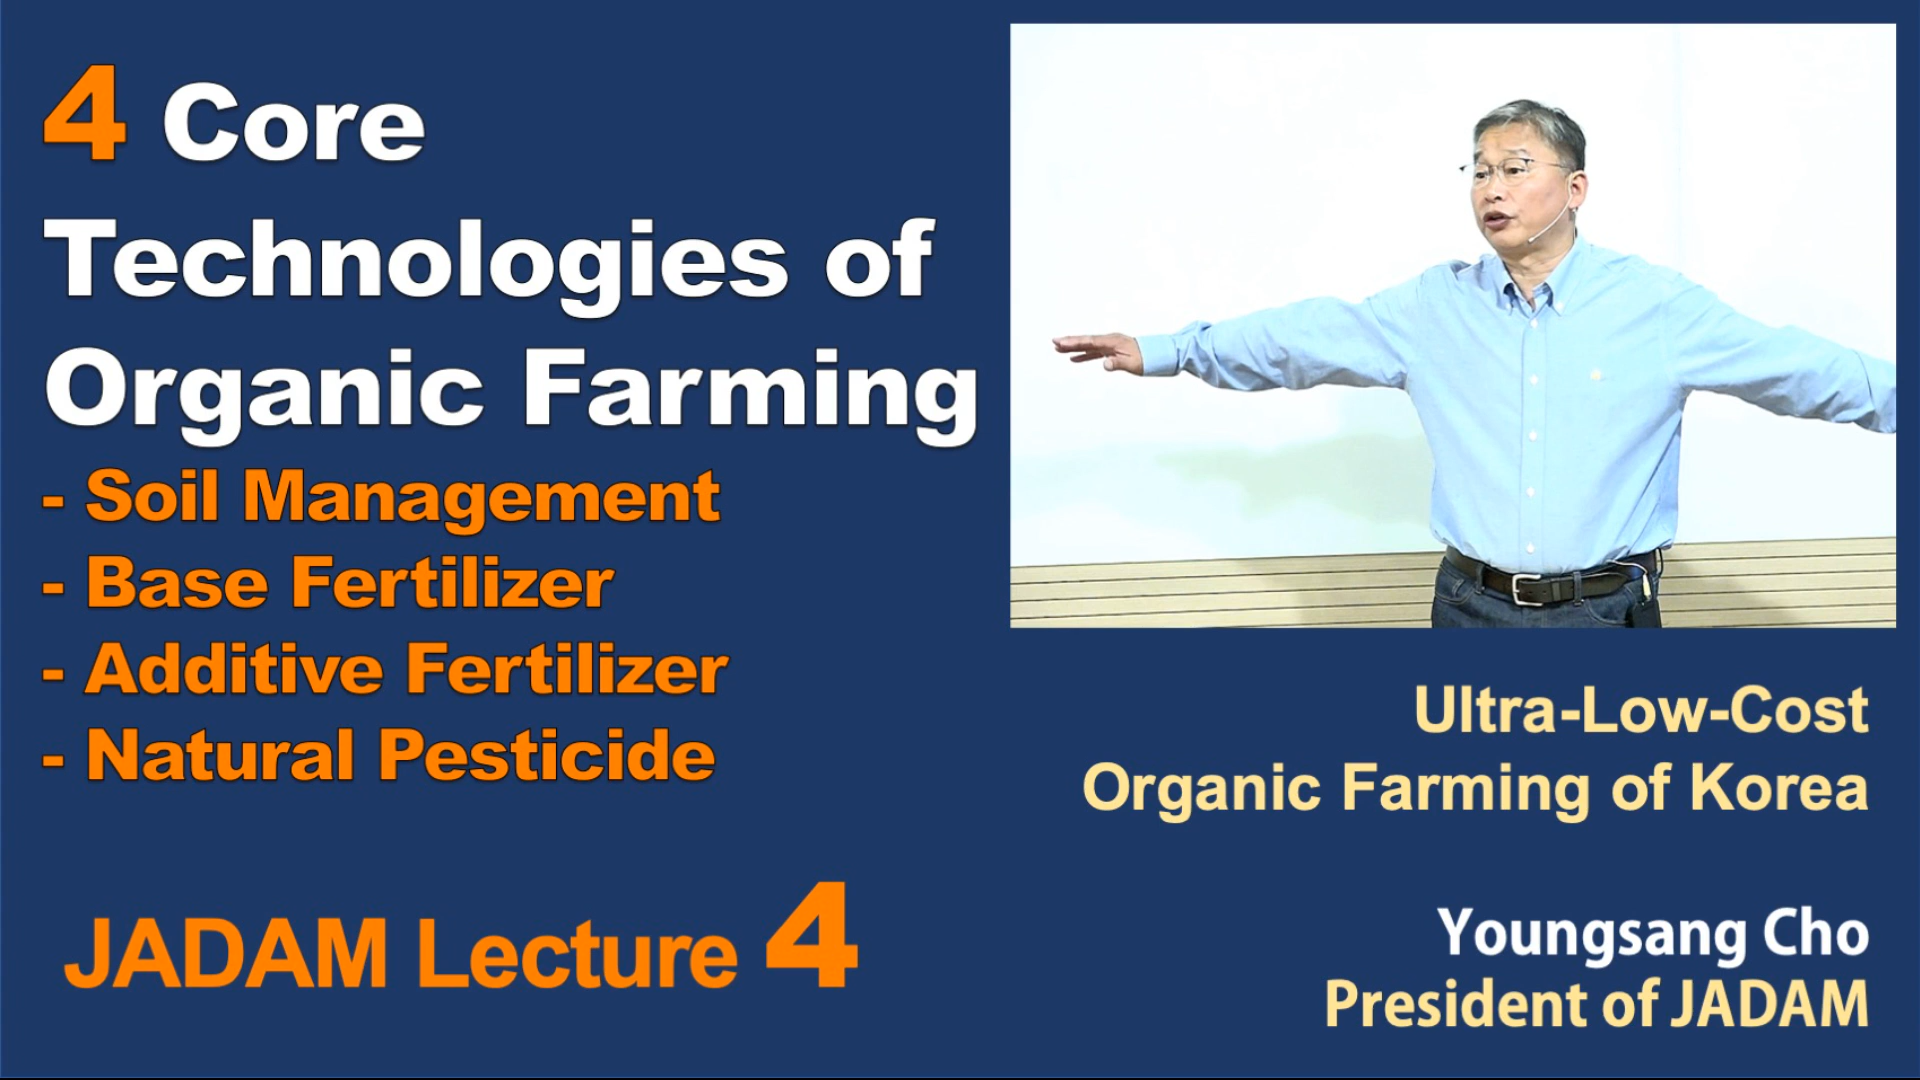 4 Core
Technologies of
Organic Farming
- Soil Management
- Base Fertilizer
- Additive Fertilizer
- Natural Pesticide
JADAM Lecture 4
Ultra-Low-Cost
Organic Farming of Korea
Youngsang Cho
President of JADAM